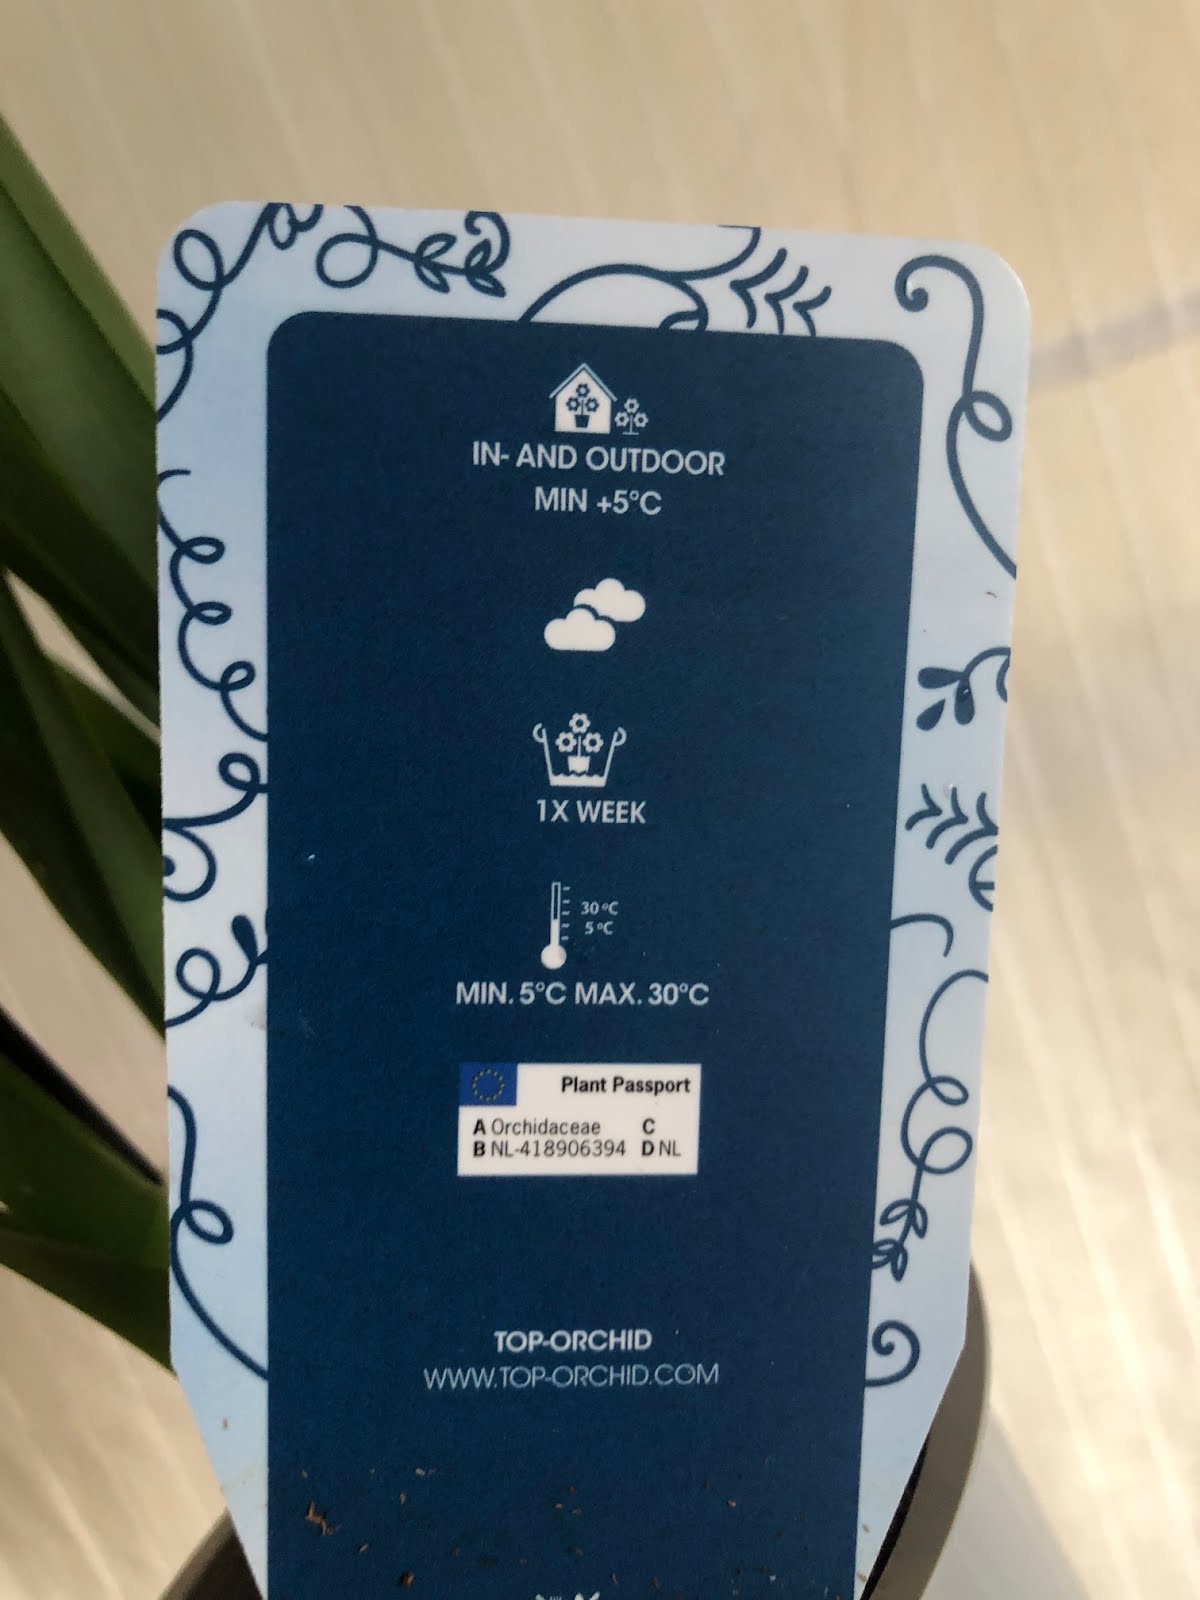 IN- AND OUTDOOR
MIN +5°C
1X WEEK
30°C
5°C
MIN. 5°C MAX. 30°C
Plant Passport
A Orchidaceae C
B NL-418906394 D NL
TOP-ORCHID
WWW.TOP-ORCHID.COM